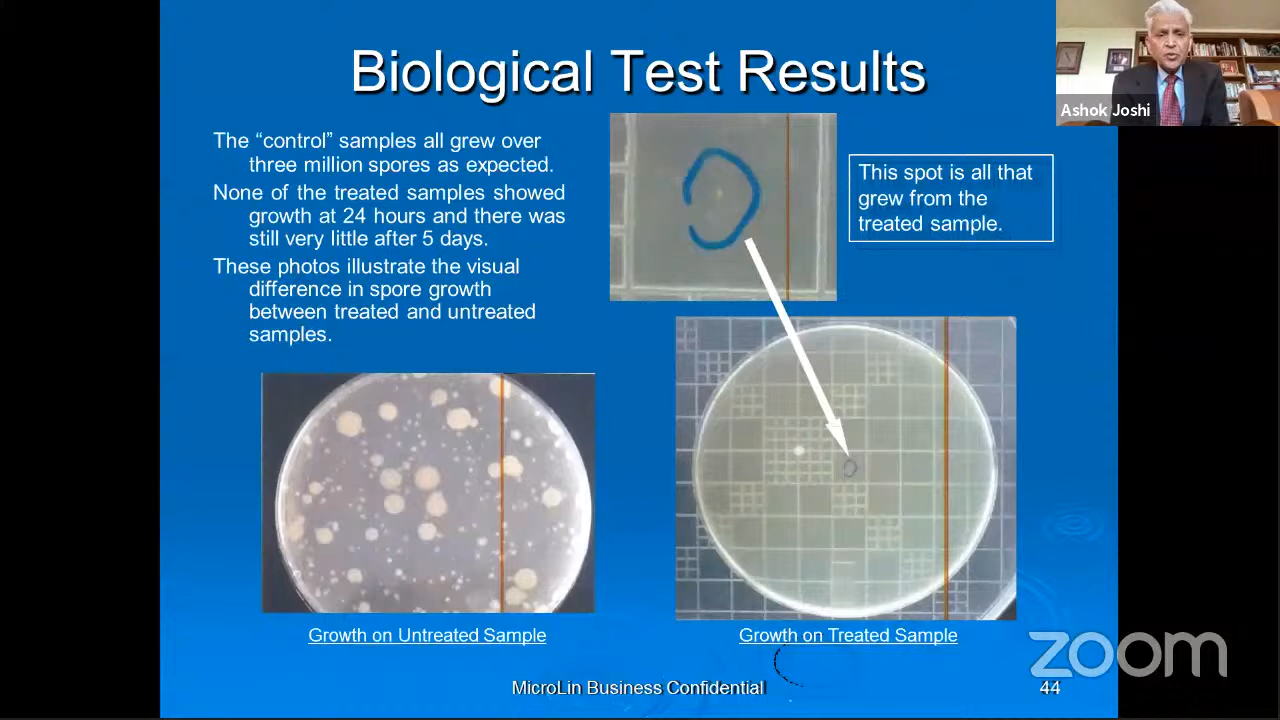 Biological Test Results
Ashok Joshi
The “control” samples all grew over
three million spores as expected.
None of the treated samples showed
growth at 24 hours and there was
still very little after 5 days.
These photos illustrate the visual
difference in spore growth
between treated and untreated
samples.
This spot is all that
grew from the
treated sample.
Growth on Untreated Sample
Growth on Treated Sample
MicroLin Business Confidential
44
zoom